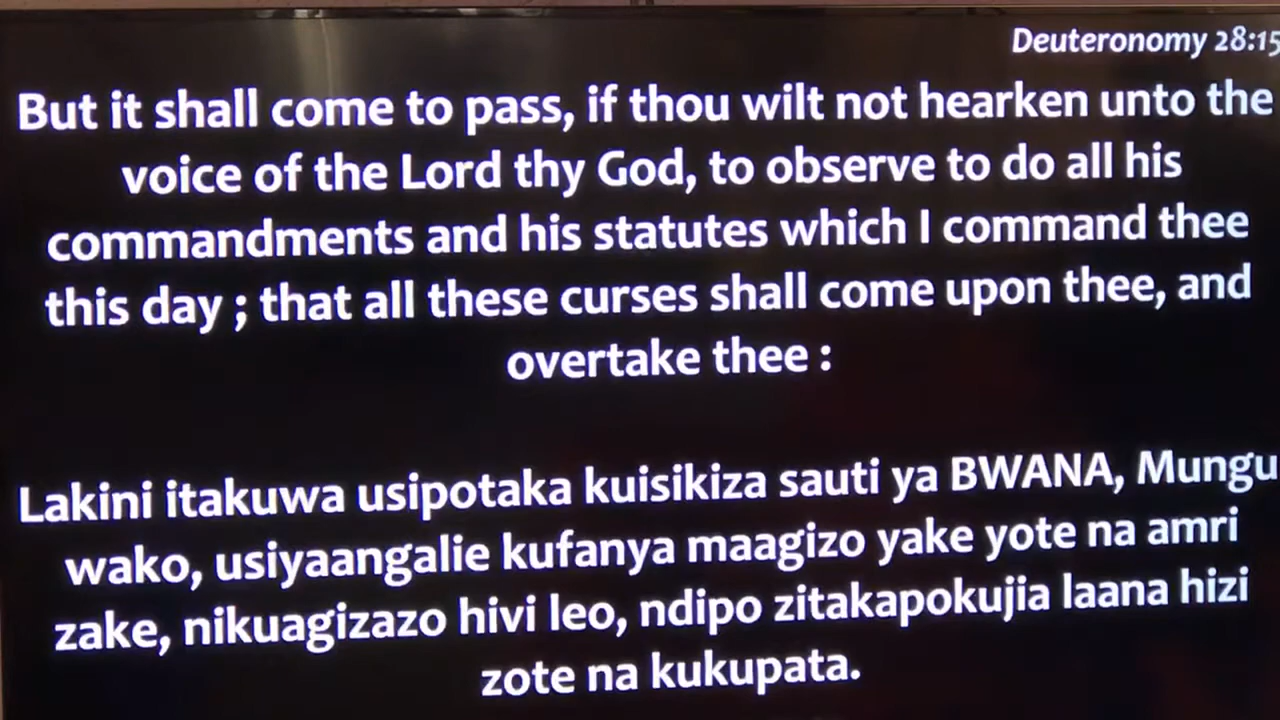 Deuteronomy 28:15
But it shall come to pass, if thou wilt not hearken unto the
voice of the Lord thy God, to observe to do all his
commandments and his statutes which I command thee
this day ; that all these curses shall come upon thee, and
overtake thee :
Lakini itakuwa usipotaka kuisikiza sauti ya BWANA, Mungu
wako, usiyaangalie kufanya maagizo yake yote na amri
zake, nikuagizazo hivi leo, ndipo zitakapokujia laana hizi
zote na kukupata.